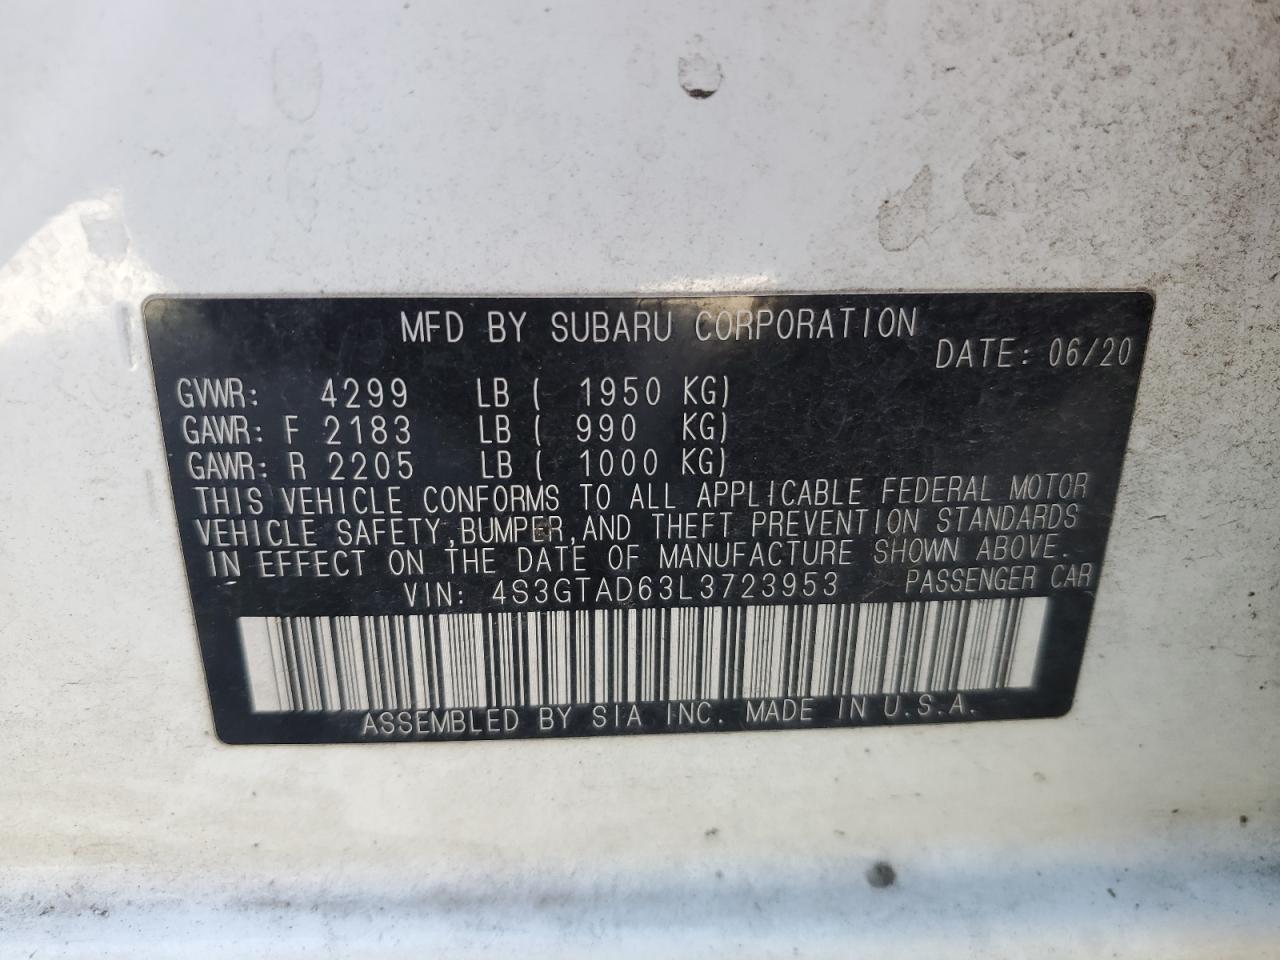 MFD BY SUBARU CORPORATION
DATE: 06/20
GVWR: 4299 LB ( 1950 KG)
GAWR: F 2183 LB ( 990 KG)
GAWR: R 2205 LB ( 1000 KG)
THIS VEHICLE CONFORMS TO ALL APPLICABLE FEDERAL MOTOR
VEHICLE SAFETY,BUMPER,AND THEFT PREVENTION STANDARDS
IN EFFECT ON THE DATE OF MANUFACTURE SHOWN ABOVE.
VIN: 4S3GTAD63L3723953 PASSENGER CAR
ASSEMBLED BY SIA INC. MADE IN U.S.A.